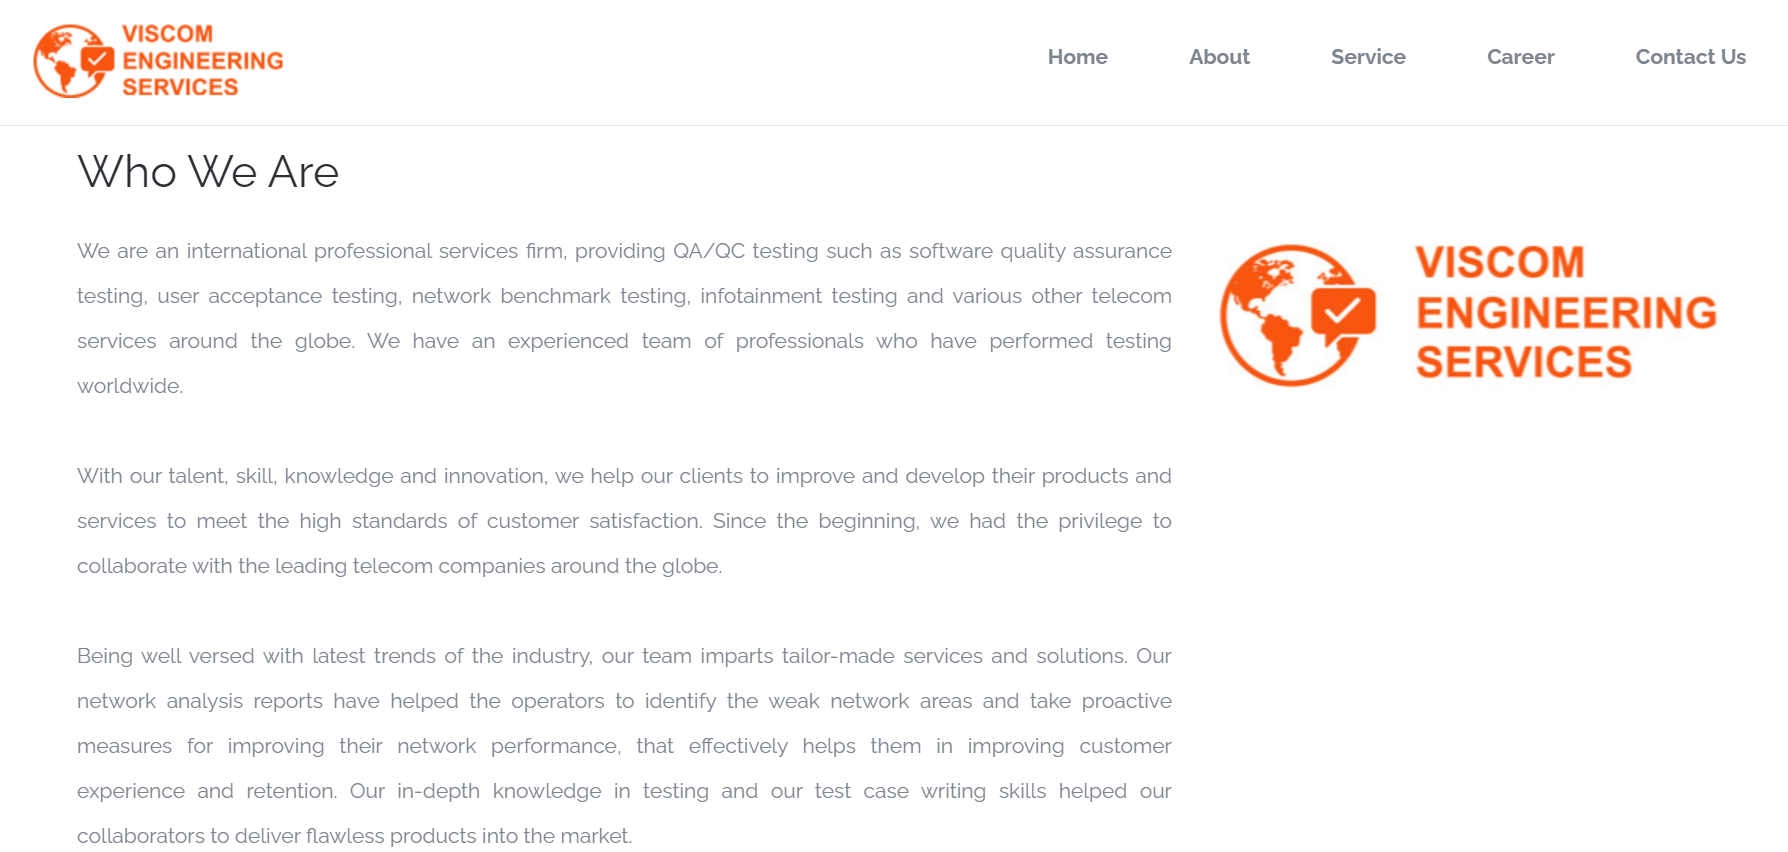 VISCOM
ENGINEERING
SERVICES
Home
About
Service
Career
Contact Us
Who We Are
We are an international professional services firm, providing QA/QC testing such as software quality assurance
testing, user acceptance testing, network benchmark testing, infotainment testing and various other telecom
services around the globe. We have an experienced team of professionals who have performed testing
worldwide.
With our talent, skill, knowledge and innovation, we help our clients to improve and develop their products and
services to meet the high standards of customer satisfaction. Since the beginning, we had the privilege to
collaborate with the leading telecom companies around the globe.
Being well versed with latest trends of the industry, our team imparts tailor-made services and solutions. Our
network analysis reports have helped the operators to identify the weak network areas and take proactive
measures for improving their network performance, that effectively helps them in improving customer
experience and retention. Our in-depth knowledge in testing and our test case writing skills helped our
collaborators to deliver flawless products into the market.
VISCOM
ENGINEERING
SERVICES